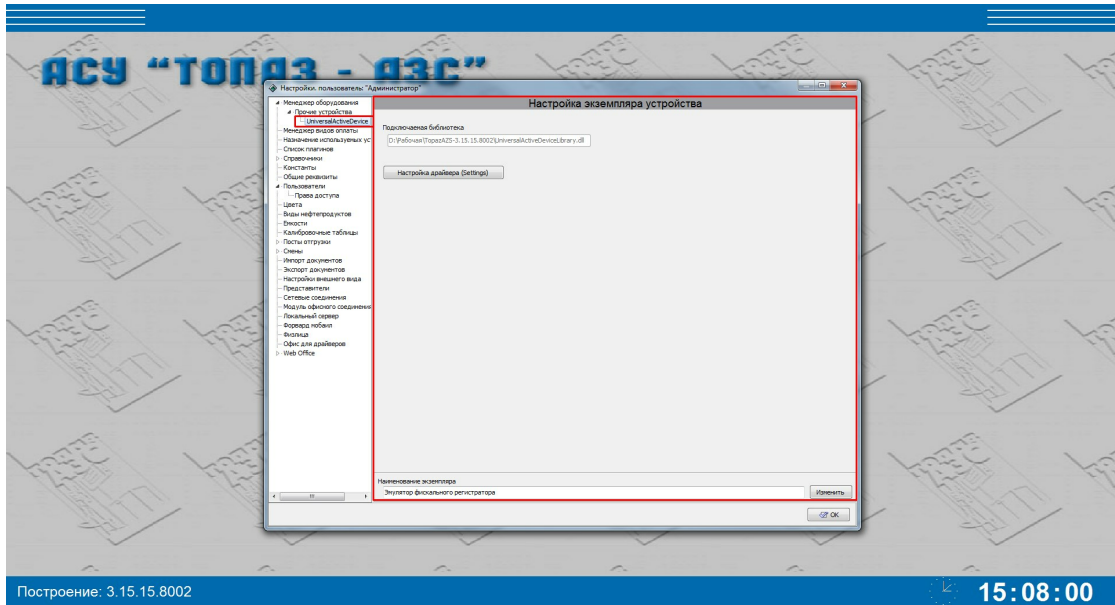 АСУ “ТОПАЗ - АЗС”
Настройки. пользователь: "Администратор"
Менеджер оборудования
Прочие устройства
UniversalActiveDevice
Менеджер видов оплаты
Назначение используемых ус
Список плагинов
Справочники
Константы
Общие реквизиты
Пользователи
Права доступа
Цвета
Виды нефтепродуктов
Емкости
Калибровочные таблицы
Посты отгрузки
Смены
Импорт документов
Экспорт документов
Настройки внешнего вида
Представители
Сетевые соединения
Модуль офисного соединения
Локальный сервер
Форвард мобаил
Физлица
Офис для драйверов
Web Office
Настройка экземпляра устройства
Подключаемая библиотека
D:\Рабочая\TopazAZS-3.15.15.8002\UniversalActiveDeviceLibrary.dll
Настройка драйвера (Settings)
Наименование экземпляра
Эмулятор фискального регистратора
Изменить
OK
Построение: 3.15.15.8002
15:08:00